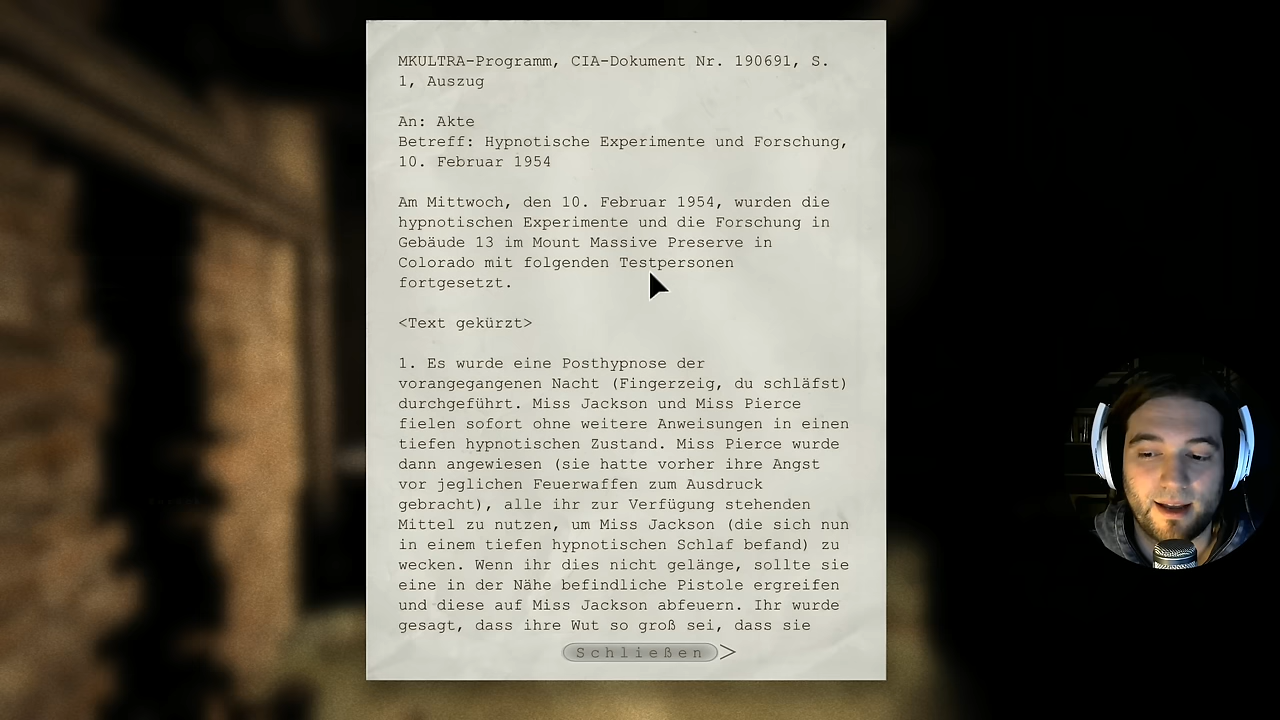 MKULTRA-Programm, CIA-Dokument Nr. 190691, S.
1, Auszug
An: Akte
Betreff: Hypnotische Experimente und Forschung,
10. Februar 1954
Am Mittwoch, den 10. Februar 1954, wurden die
hypnotischen Experimente und die Forschung in
Gebäude 13 im Mount Massive Preserve in
Colorado mit folgenden Testpersonen
fortgesetzt.
<Text gekürzt>
1. Es wurde eine Posthypnose der
vorangegangenen Nacht (Fingerzeig, du schläfst)
durchgeführt. Miss Jackson und Miss Pierce
fielen sofort ohne weitere Anweisungen in einen
tiefen hypnotischen Zustand. Miss Pierce wurde
dann angewiesen (sie hatte vorher ihre Angst
vor jeglichen Feuerwaffen zum Ausdruck
gebracht), alle ihr zur Verfügung stehenden
Mittel zu nutzen, um Miss Jackson (die sich nun
in einem tiefen hypnotischen Schlaf befand) zu
wecken. Wenn ihr dies nicht gelänge, sollte sie
eine in der Nähe befindliche Pistole ergreifen
und diese auf Miss Jackson abfeuern. Ihr wurde
gesagt, dass ihre Wut so groß sei, dass sie
Schließen >